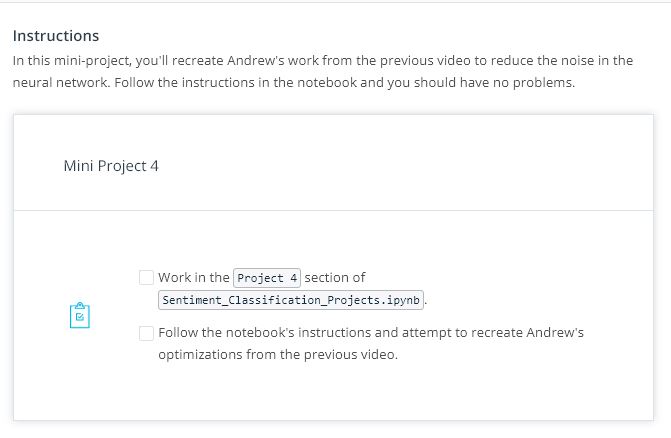 Instructions
In this mini-project, you'll recreate Andrew's work from the previous video to reduce the noise in the
neural network. Follow the instructions in the notebook and you should have no problems.
Mini Project 4
Work in the Project 4 section of
Sentiment_Classification_Projects.ipynb.
Follow the notebook's instructions and attempt to recreate Andrew's
optimizations from the previous video.